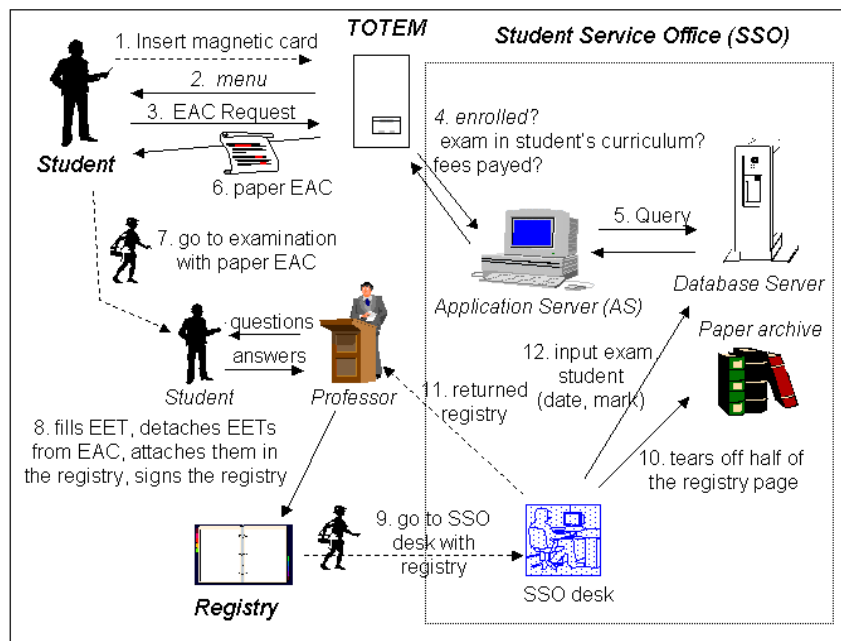 TOTEM
Student Service Office (SSO)
1. Insert magnetic card
2. menu
3. EAC Request
Student
6. paper EAC
4. enrolled?
exam in student's curriculum?
fees payed?
5. Query
Application Server (AS)
Database Server
7. go to examination
with paper EAC
questions
answers
Student
Professor
8. fills EET, detaches EETs
from EAC, attaches them in
the registry, signs the registry
Registry
9. go to SSO
desk with
registry
SSO desk
Paper archive
10. tears off half of
the registry page
11. returned
registry
12. input exam
student
(date, mark)